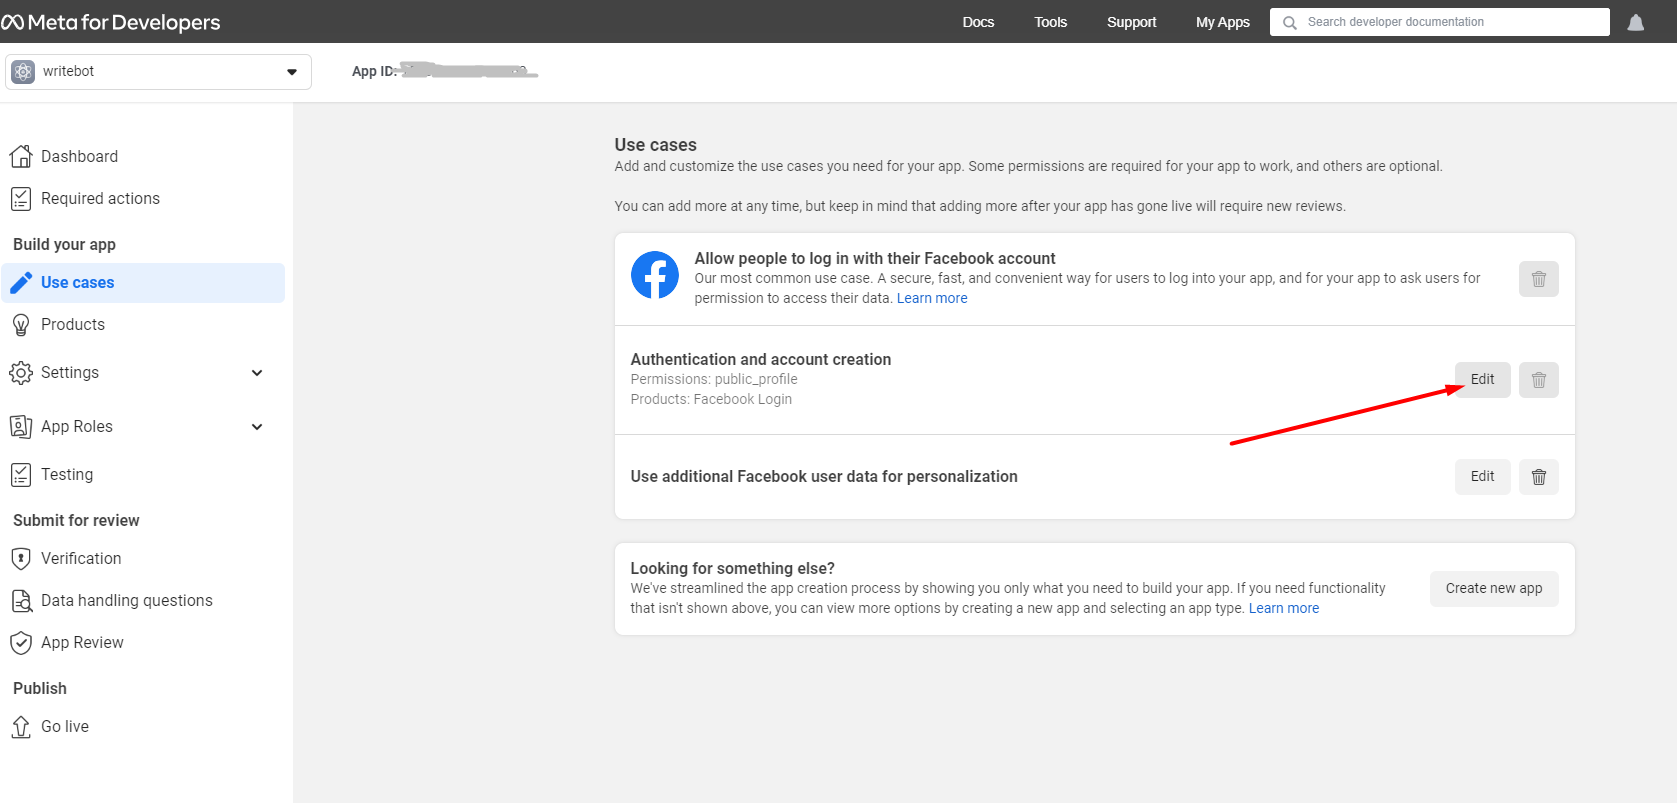 Meta for Developers
Docs
Tools
Support
My Apps
Search developer documentation
writebot
App ID:
Dashboard
Required actions
Build your app
Use cases
Products
Settings
App Roles
Testing
Submit for review
Verification
Data handling questions
App Review
Publish
Go live
Use cases
Add and customize the use cases you need for your app. Some permissions are required for your app to work, and others are optional.
You can add more at any time, but keep in mind that adding more after your app has gone live will require new reviews.
Allow people to log in with their Facebook account
Our most common use case. A secure, fast, and convenient way for users to log into your app, and for your app to ask users for
permission to access their data. Learn more
Authentication and account creation
Permissions: public_profile
Products: Facebook Login
Edit
Use additional Facebook user data for personalization
Edit
Looking for something else?
We've streamlined the app creation process by showing you only what you need to build your app. If you need functionality
that isn't shown above, you can view more options by creating a new app and selecting an app type. Learn more
Create new app